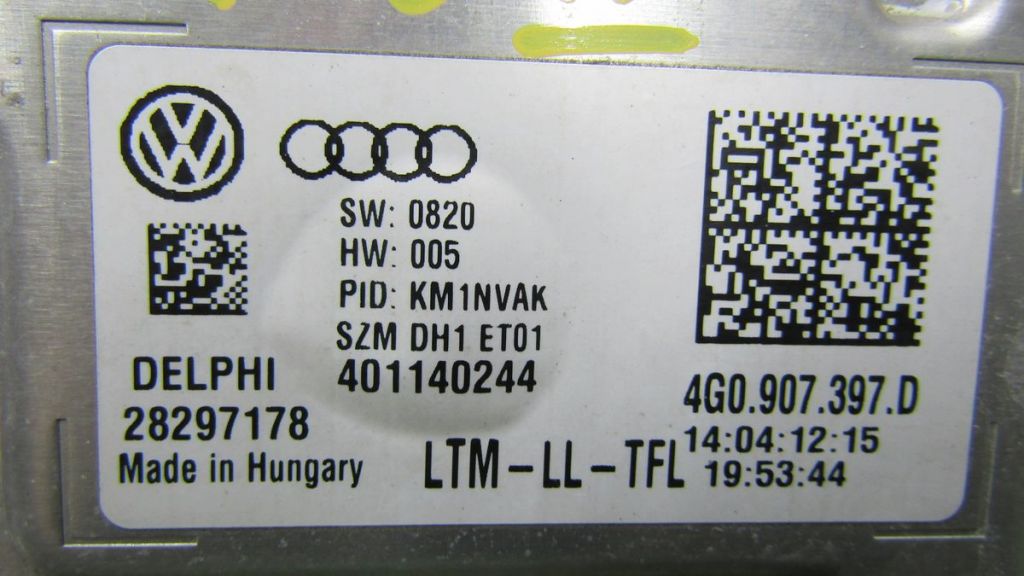 SW: 0820
HW: 005
PID: KM1NVAK
SZM DH1 ET01
401140244
DELPHI
28297178
Made in Hungary
LTM-LL-TFL
4G0.907.397.D
14:04:12:15
19:53:44